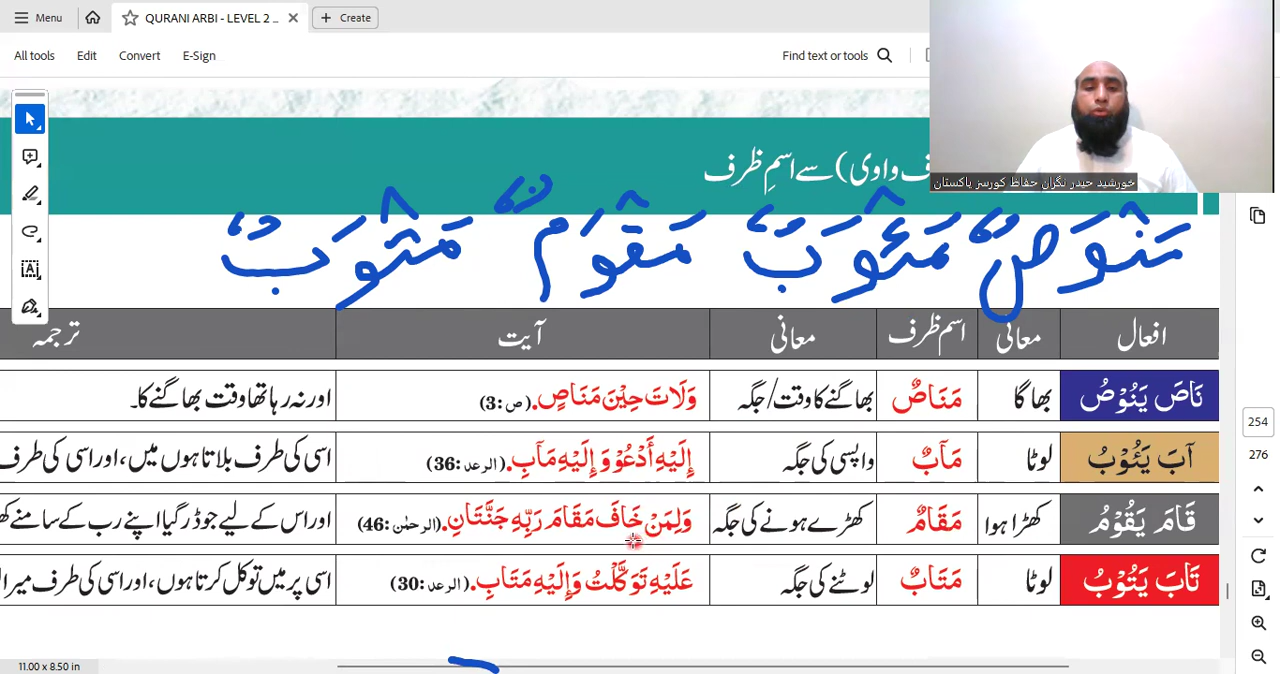 Menu
QURANI ARBI - LEVEL 2 ...
Create
All tools Edit Convert E-Sign Find text or tools
خورشید حیدر نگران حفاظ کورسز پاکستان
ف واوی) سے اسمِ ظرف
مَنْوَصٌ مَئْوَبٌ مَقْوَمٌ مَثْوَبٌ
افعال معانی اسم ظرف معانی آیت ترجمہ
نَاصَ يَنُوْصُ بھاگا مَنَاصٌ بھاگنے کا وقت/جگہ وَلَاتَ حِيْنَ مَنَاصٍ. (ص:3) اور نہ رہا تھا وقت بھاگنے کا۔
آبَ يَئُوْبُ لوٹا مَآبٌ واپسی کی جگہ إِلَيْهِ أَدْعُوْ وَ إِلَيْهِ مَآبِ. (الرعد:36) اسی کی طرف بلاتا ہوں میں، اور اسی کی طرف
قَامَ يَقُوْمُ کھڑا ہوا مَقَامٌ کھڑے ہونے کی جگہ وَلِمَنْ خَافَ مَقَامَ رَبِّهٖ جَنَّتَانِ. (الرحمٰن:46) اور اس کے لیے جو ڈر گیا اپنے رب کے سامنے
تَابَ يَتُوْبُ لوٹا مَتَابٌ لوٹنے کی جگہ عَلَيْهِ تَوَكَّلْتُ وَإِلَيْهِ مَتَابِ. (الرعد:30) اسی پر میں توکل کرتا ہوں، اور اسی کی طرف
254
276
11.00 x 8.50 in